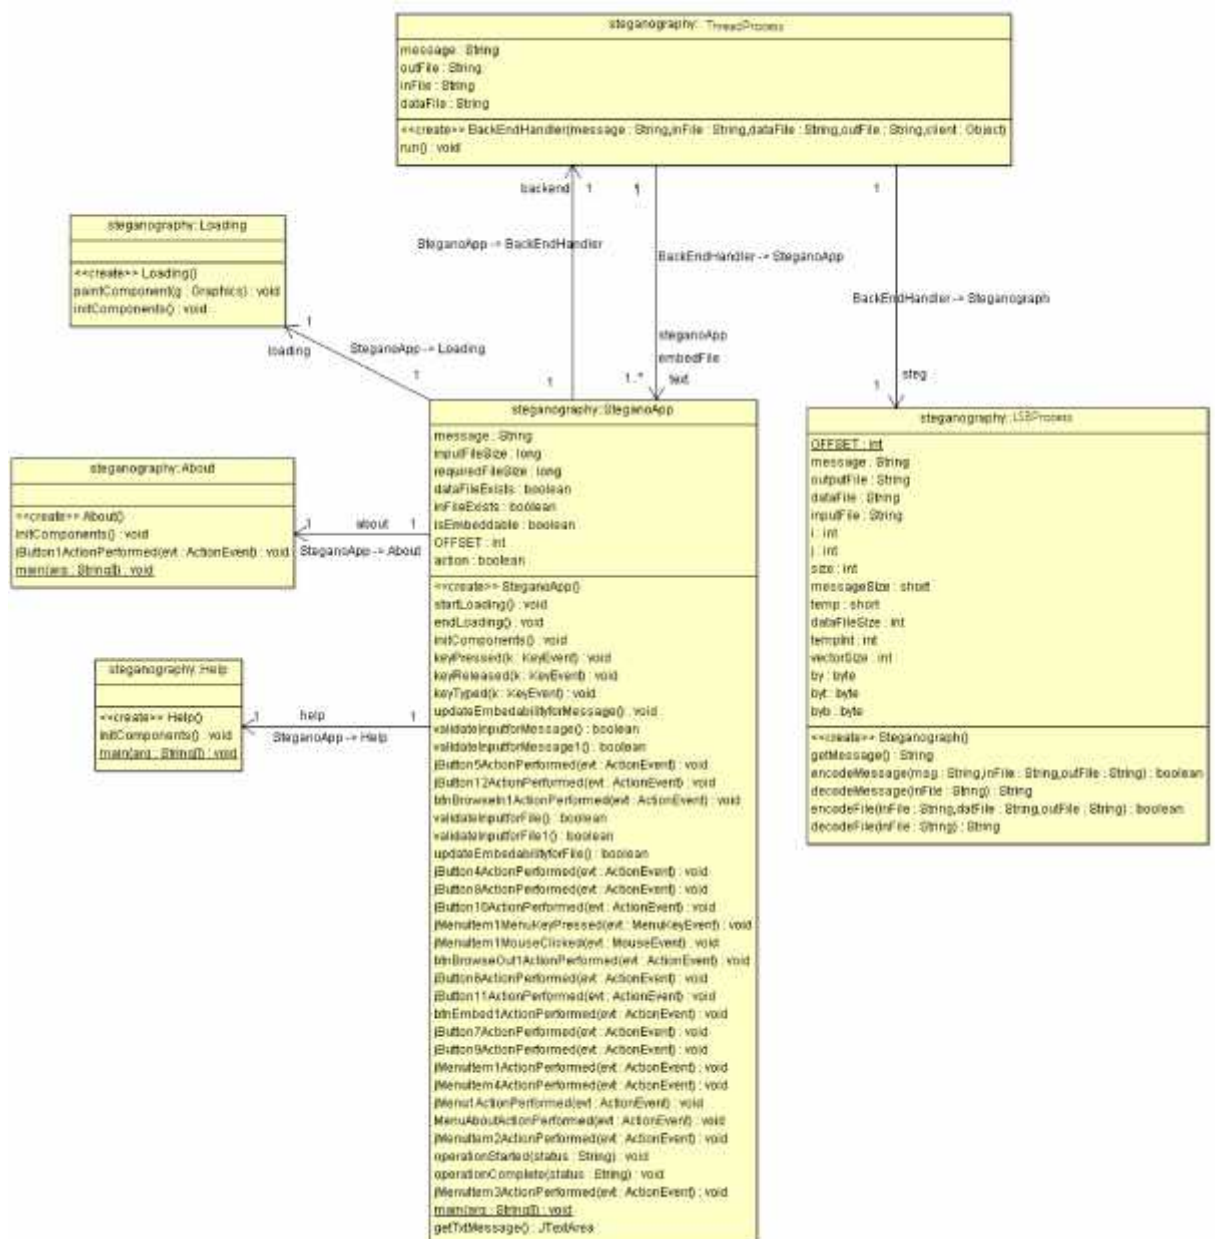 steganography: ThreadProcess
message : String
outFile : String
inFile : String
dataFile : String
<<create>> BackEndHandler(message : String,inFile : String,dataFile : String,outFile : String,client : Object)
run() : void
backend 1 1 1
SteganoApp -> BackEndHandler
BackEndHandler -> SteganoApp
BackEndHandler -> Steganograph
steganoApp
embedFile
1 1..* text
1 steg
steganography::Loading
<<create>> Loading()
paintComponent(g : Graphics) : void
initComponents() : void
1
loading
SteganoApp -> Loading
1
steganography::About
<<create>> About()
initComponents() : void
jButton1ActionPerformed(evt : ActionEvent) : void
main(arg : String[]) : void
1 about 1
SteganoApp -> About
steganography::Help
<<create>> Help()
initComponents() : void
main(arg : String[]) : void
1 help 1
SteganoApp -> Help
steganography::SteganoApp
message : String
inputFileSize : long
requiredFileSize : long
dataFileExists : boolean
inFileExists : boolean
isEmbeddable : boolean
OFFSET : int
action : boolean
<<create>> SteganoApp()
startLoading() : void
endLoading() : void
initComponents() : void
keyPressed(k : KeyEvent) : void
keyReleased(k : KeyEvent) : void
keyTyped(k : KeyEvent) : void
updateEmbedabilityforMessage() : void
validateInputforMessage() : boolean
validateInputforMessage1() : boolean
jButton5ActionPerformed(evt : ActionEvent) : void
jButton12ActionPerformed(evt : ActionEvent) : void
btnBrowseIn1ActionPerformed(evt : ActionEvent) : void
validateInputforFile() : boolean
validateInputforFile1() : boolean
updateEmbedabilityforFile() : boolean
jButton4ActionPerformed(evt : ActionEvent) : void
jButton8ActionPerformed(evt : ActionEvent) : void
jButton10ActionPerformed(evt : ActionEvent) : void
jMenuItem1MenuKeyPressed(evt : MenuKeyEvent) : void
jMenuItem1MouseClicked(evt : MouseEvent) : void
btnBrowseOut1ActionPerformed(evt : ActionEvent) : void
jButton6ActionPerformed(evt : ActionEvent) : void
jButton11ActionPerformed(evt : ActionEvent) : void
btnEmbed1ActionPerformed(evt : ActionEvent) : void
jButton7ActionPerformed(evt : ActionEvent) : void
jButton9ActionPerformed(evt : ActionEvent) : void
jMenuItem1ActionPerformed(evt : ActionEvent) : void
jMenuItem4ActionPerformed(evt : ActionEvent) : void
jMenu1ActionPerformed(evt : ActionEvent) : void
MenuAboutActionPerformed(evt : ActionEvent) : void
jMenuItem2ActionPerformed(evt : ActionEvent) : void
operationStarted(status : String) : void
operationComplete(status : String) : void
jMenuItem3ActionPerformed(evt : ActionEvent) : void
main(arg : String[]) : void
getTxtMessage() : JTextArea
steganography::LSBProcess
OFFSET : int
message : String
outputFile : String
dataFile : String
inputFile : String
i : int
j : int
size : int
messageSize : short
temp : short
dataFileSize : int
tempInt : int
vectorSize : int
by : byte
byt : byte
byb : byte
<<create>> Steganograph()
getMessage() : String
encodeMessage(msg : String,inFile : String,outFile : String) : boolean
decodeMessage(inFile : String) : String
encodeFile(inFile : String,datFile : String,outFile : String) : boolean
decodeFile(inFile : String) : String